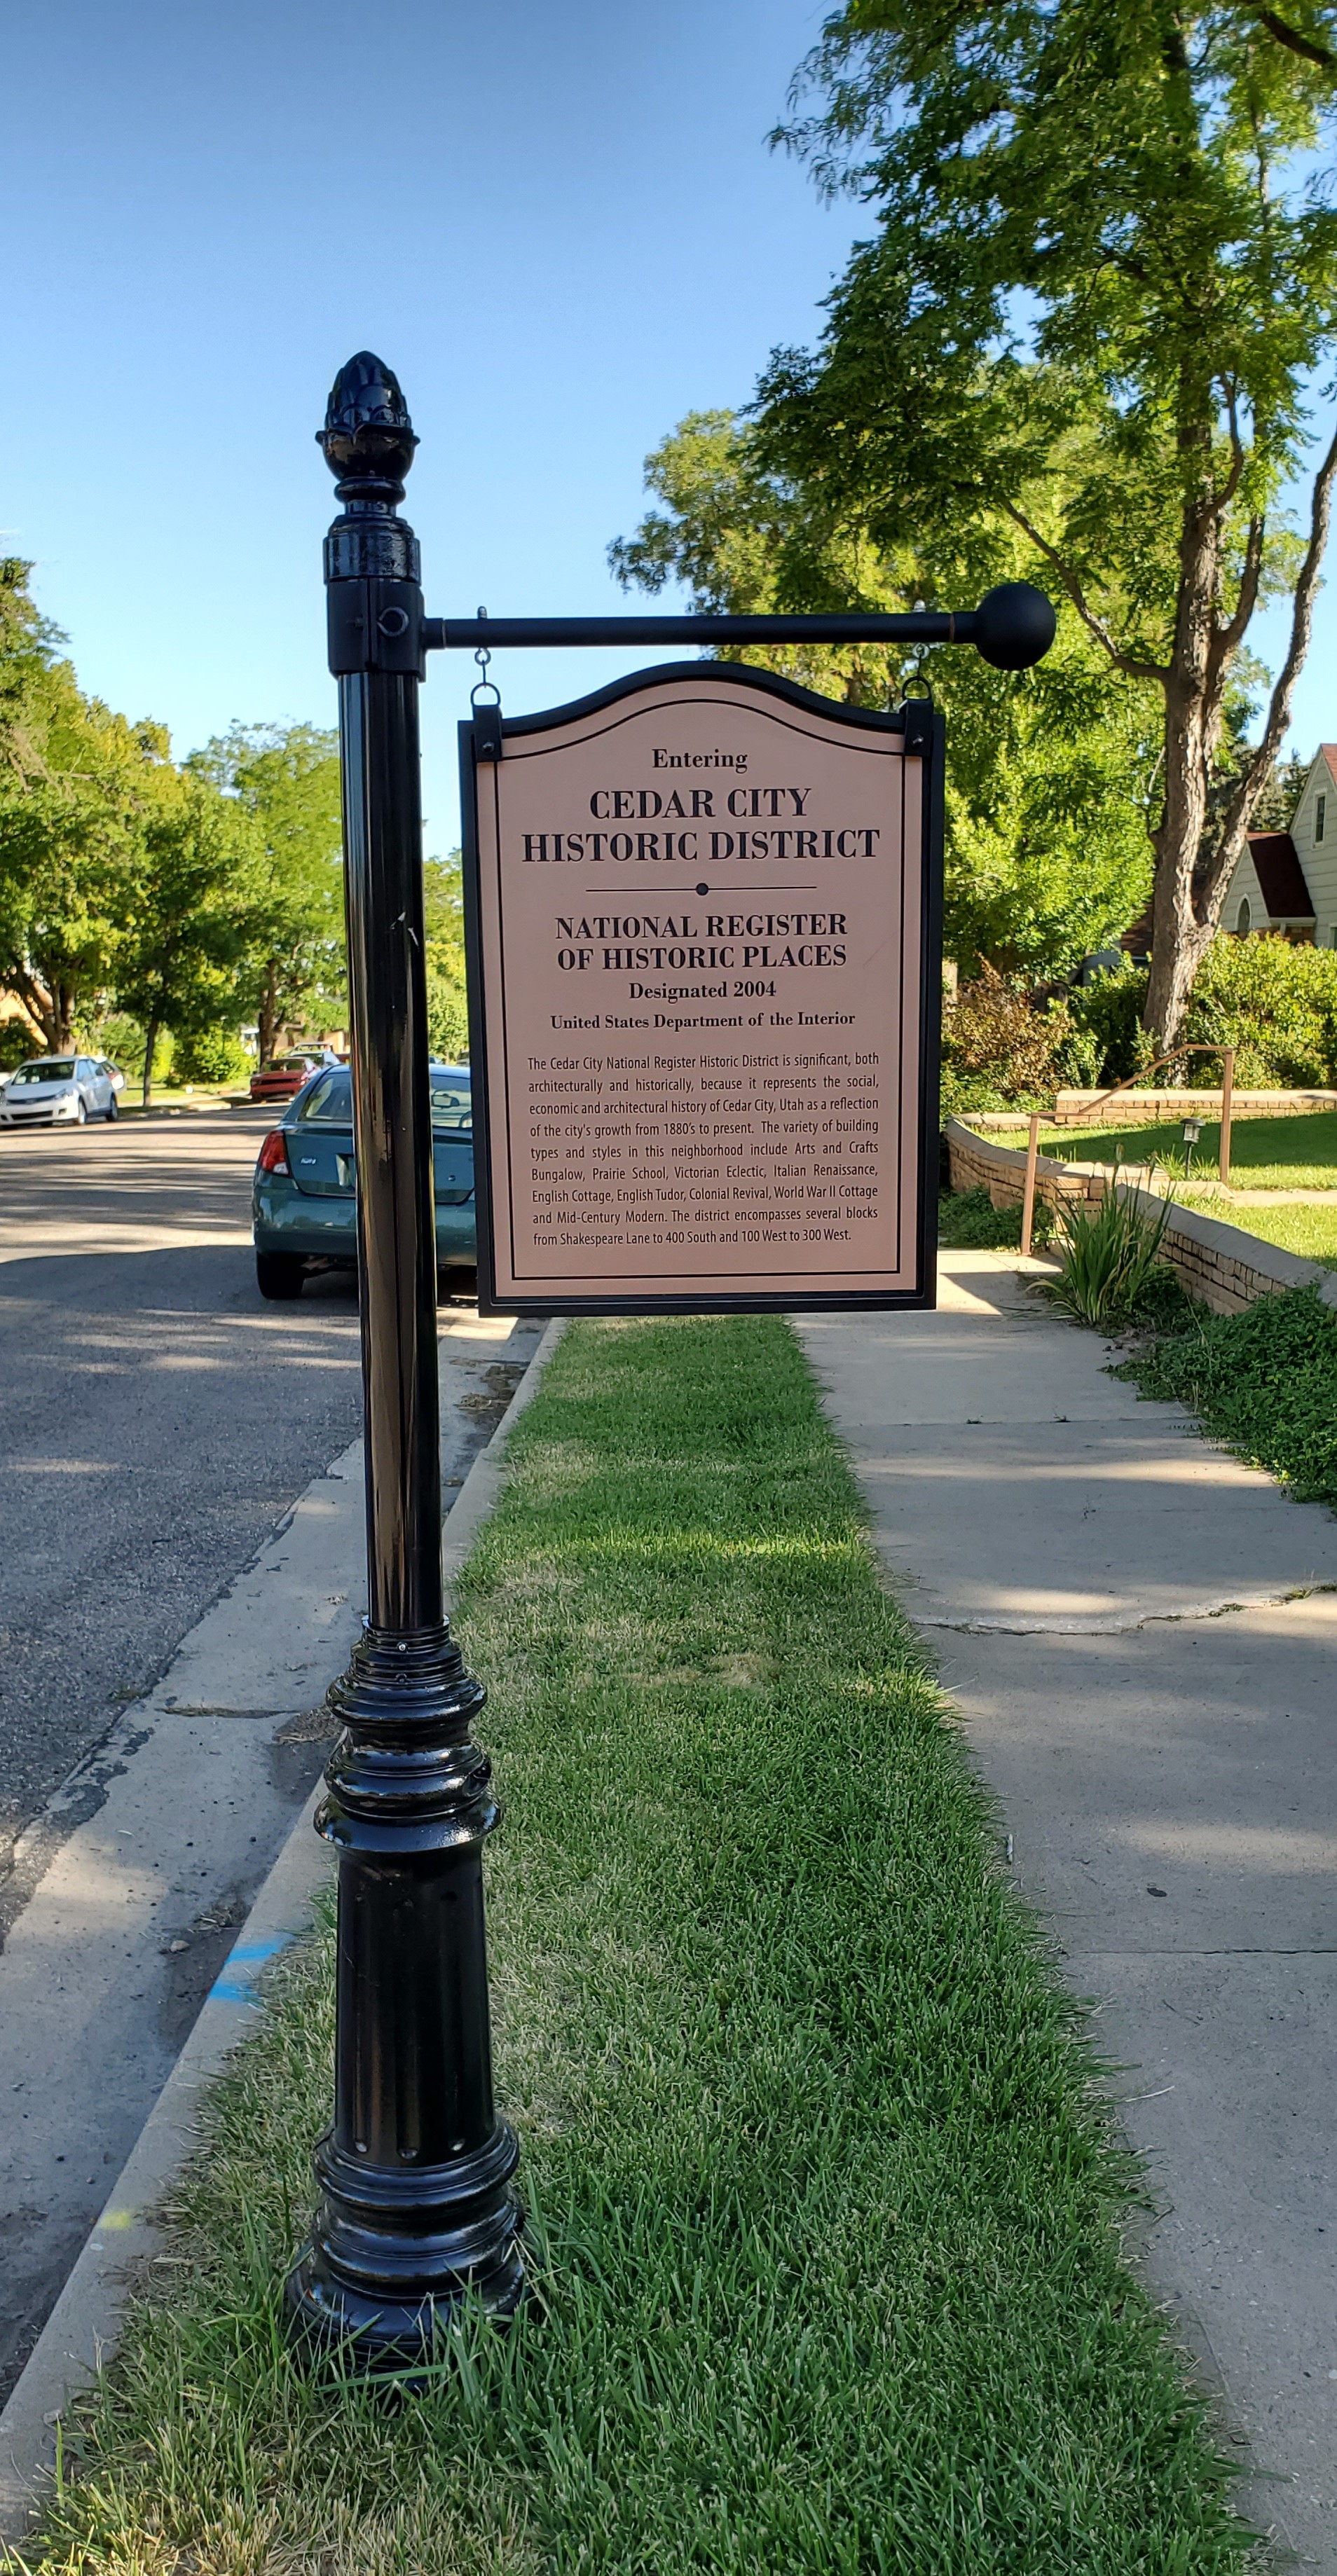 Entering
CEDAR CITY
HISTORIC DISTRICT
NATIONAL REGISTER
OF HISTORIC PLACES
Designated 2004
United States Department of the Interior
The Cedar City National Register Historic District is significant, both
architecturally and historically, because it represents the social,
economic and architectural history of Cedar City, Utah as a reflection
of the city's growth from 1880's to present. The variety of building
types and styles in this neighborhood include Arts and Crafts
Bungalow, Prairie School, Victorian Eclectic, Italian Renaissance,
English Cottage, English Tudor, Colonial Revival, World War II Cottage
and Mid-Century Modern. The district encompasses several blocks
from Shakespeare Lane to 400 South and 100 West to 300 West.